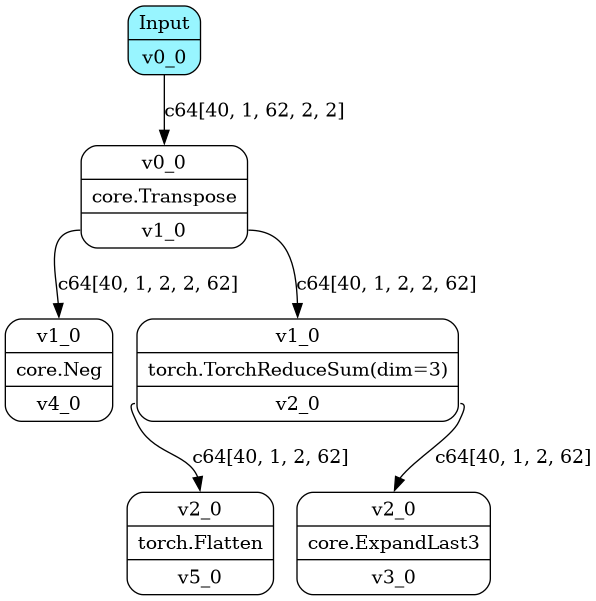 Input
v0_0
c64[40, 1, 62, 2, 2]
v0_0
core.Transpose
v1_0
c64[40, 1, 2, 2, 62]
c64[40, 1, 2, 2, 62]
v1_0
core.Neg
v4_0
v1_0
torch.TorchReduceSum(dim=3)
v2_0
c64[40, 1, 2, 62]
c64[40, 1, 2, 62]
v2_0
torch.Flatten
v5_0
v2_0
core.ExpandLast3
v3_0